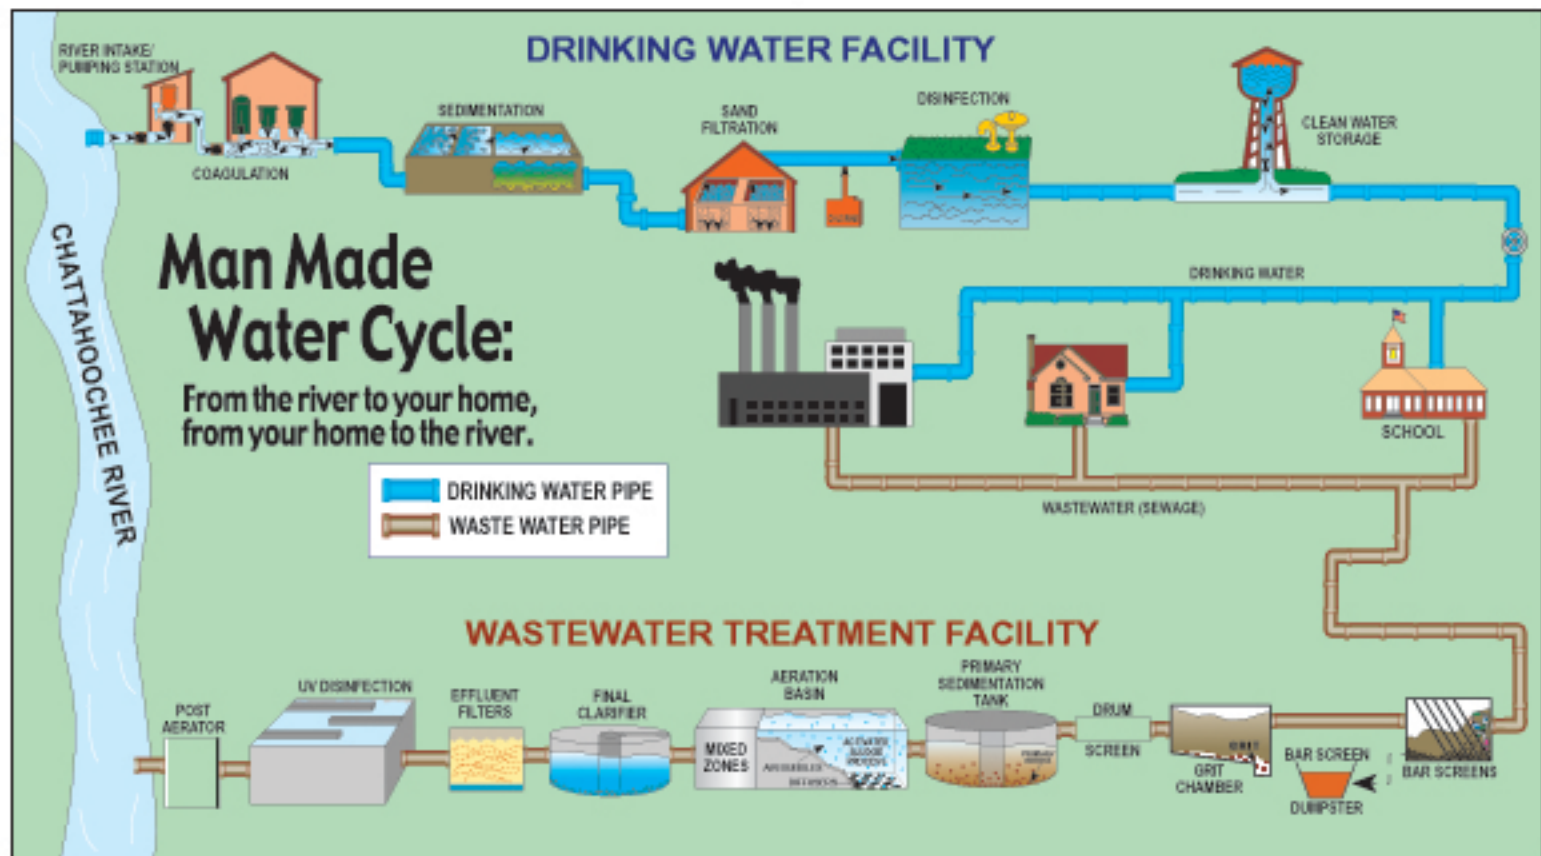 DRINKING WATER FACILITY
RIVER INTAKE/
PUMPING STATION
COAGULATION
SEDIMENTATION
SAND
FILTRATION
DISINFECTION
CLEAN WATER
STORAGE
CHATTAHOOCHEE RIVER
Man Made
Water Cycle:
From the river to your home,
from your home to the river.
DRINKING WATER
SCHOOL
DRINKING WATER PIPE
WASTE WATER PIPE
WASTEWATER (SEWAGE)
WASTEWATER TREATMENT FACILITY
POST
AERATOR
UV DISINFECTION
EFFLUENT
FILTERS
FINAL
CLARIFIER
AERATION
BASIN
MIXED
ZONES
PRIMARY
SEDIMENTATION
TANK
DRUM
SCREEN
GRIT
GRIT
CHAMBER
BAR SCREEN
DUMPSTER
BAR SCREENS